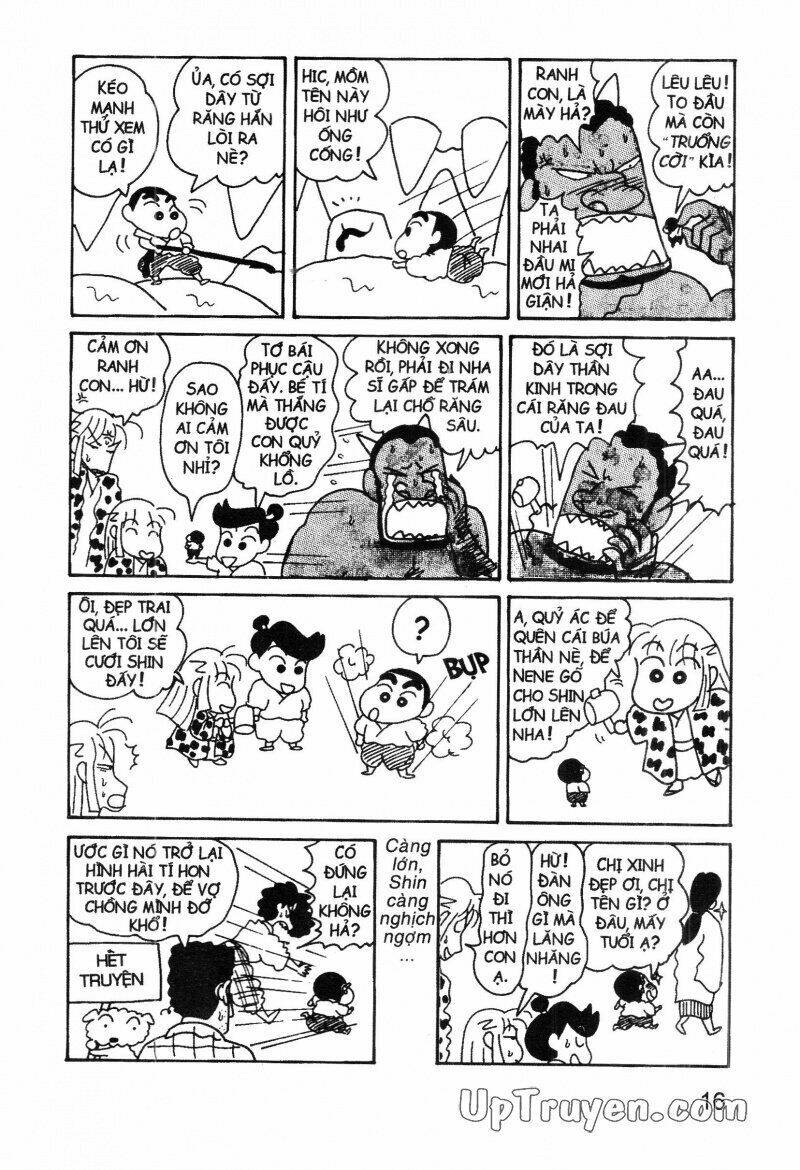 LÊU LÊU!
TO ĐẦU
MÀ CÒN
"TRUỒNG
CỜI" KÌA!
RANH
CON, LÀ
MÀY HẢ?
TA
PHẢI
NHAI
ĐẦU MI
MỚI HẢ
GIẬN!
HIC, MỒM
TÊN NÀY
HÔI NHƯ
ỐNG
CỐNG!
ỦA, CÓ SỢI
DÂY TỪ
RĂNG HẮN
LÒI RA
NÈ?
KÉO
MẠNH
THỬ XEM
CÓ GÌ
LẠ!
AA...
ĐAU
QUÁ,
ĐAU
QUÁ!
ĐÓ LÀ SỢI
DÂY THẦN
KINH TRONG
CÁI RĂNG ĐAU
CỦA TA!
KHÔNG XONG
RỒI, PHẢI ĐI NHA
SĨ GẤP ĐỂ TRÁM
LẠI CHỖ RĂNG
SÂU.
TỚ BÁI
PHỤC CẬU
ĐẤY. BÉ TÍ
MÀ THẮNG
ĐƯỢC
CON QUỶ
KHỔNG
LỒ.
SAO
KHÔNG
AI CẢM
ƠN TÔI
NHỈ?
CẢM ƠN
RANH
CON... HỪ!
A, QUỶ ÁC ĐỂ
QUÊN CÁI BÚA
THẦN NÈ, ĐỂ
NENE GÕ
CHO SHIN
LỚN LÊN
NHA!
?
BỤP
ÔI, ĐẸP TRAI
QUÁ... LỚN
LÊN TÔI SẼ
CƯỚI SHIN
ĐẤY!
CHỊ XINH
ĐẸP ƠI, CHỊ
TÊN GÌ? Ở
ĐÂU, MẤY
TUỔI Ạ?
HỪ!
ĐÀN ÔNG
GÌ MÀ
LĂNG
NHĂNG!
BỎ
NÓ ĐI
THÌ
HƠN
CON
Ạ.
Càng
lớn,
Shin
càng
nghịch
ngợm
...
CÓ
ĐỨNG
LẠI
KHÔNG
HẢ?
ƯỚC GÌ NÓ TRỞ LẠI
HÌNH HÀI TÍ HON
TRƯỚC ĐÂY, ĐỂ VỢ
CHỒNG MÌNH ĐỠ
KHỔ!
HẾT
TRUYỆN
16
UpTruyen.com